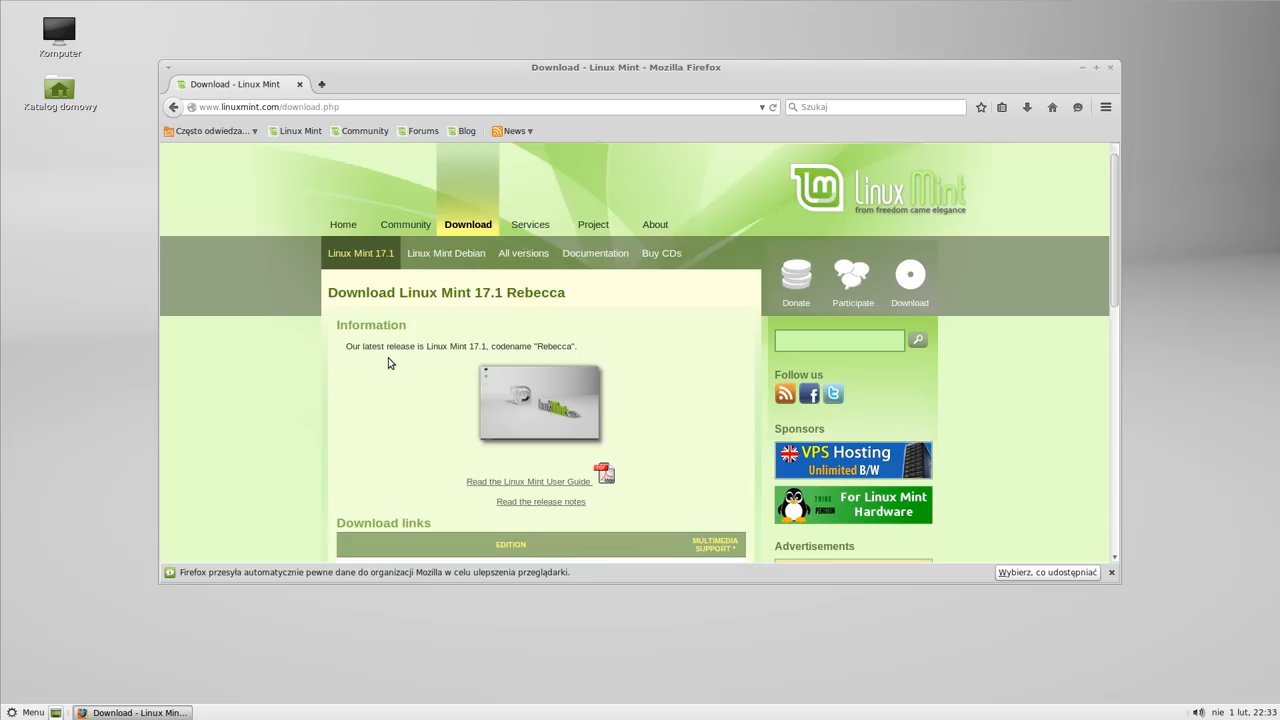 Komputer
Katalog domowy
Download - Linux Mint - Mozilla Firefox
Download - Linux Mint
www.linuxmint.com/download.php
Szukaj
Często odwiedza...
Linux Mint
Community
Forums
Blog
News
Linux Mint
from freedom came elegance
Home
Community
Download
Services
Project
About
Linux Mint 17.1
Linux Mint Debian
All versions
Documentation
Buy CDs
Donate
Participate
Download
Download Linux Mint 17.1 Rebecca
Information
Our latest release is Linux Mint 17.1, codename "Rebecca".
Read the Linux Mint User Guide
Read the release notes
Download links
EDITION
MULTIMEDIA
SUPPORT *
Follow us
Sponsors
VPS Hosting
Unlimited B/W
THINK
PENGUIN
For Linux Mint
Hardware
Advertisements
Firefox przesyła automatycznie pewne dane do organizacji Mozilla w celu ulepszenia przeglądarki.
Wybierz, co udostępniać
Menu
Download - Linux Min...
nie 1 lut, 22:33